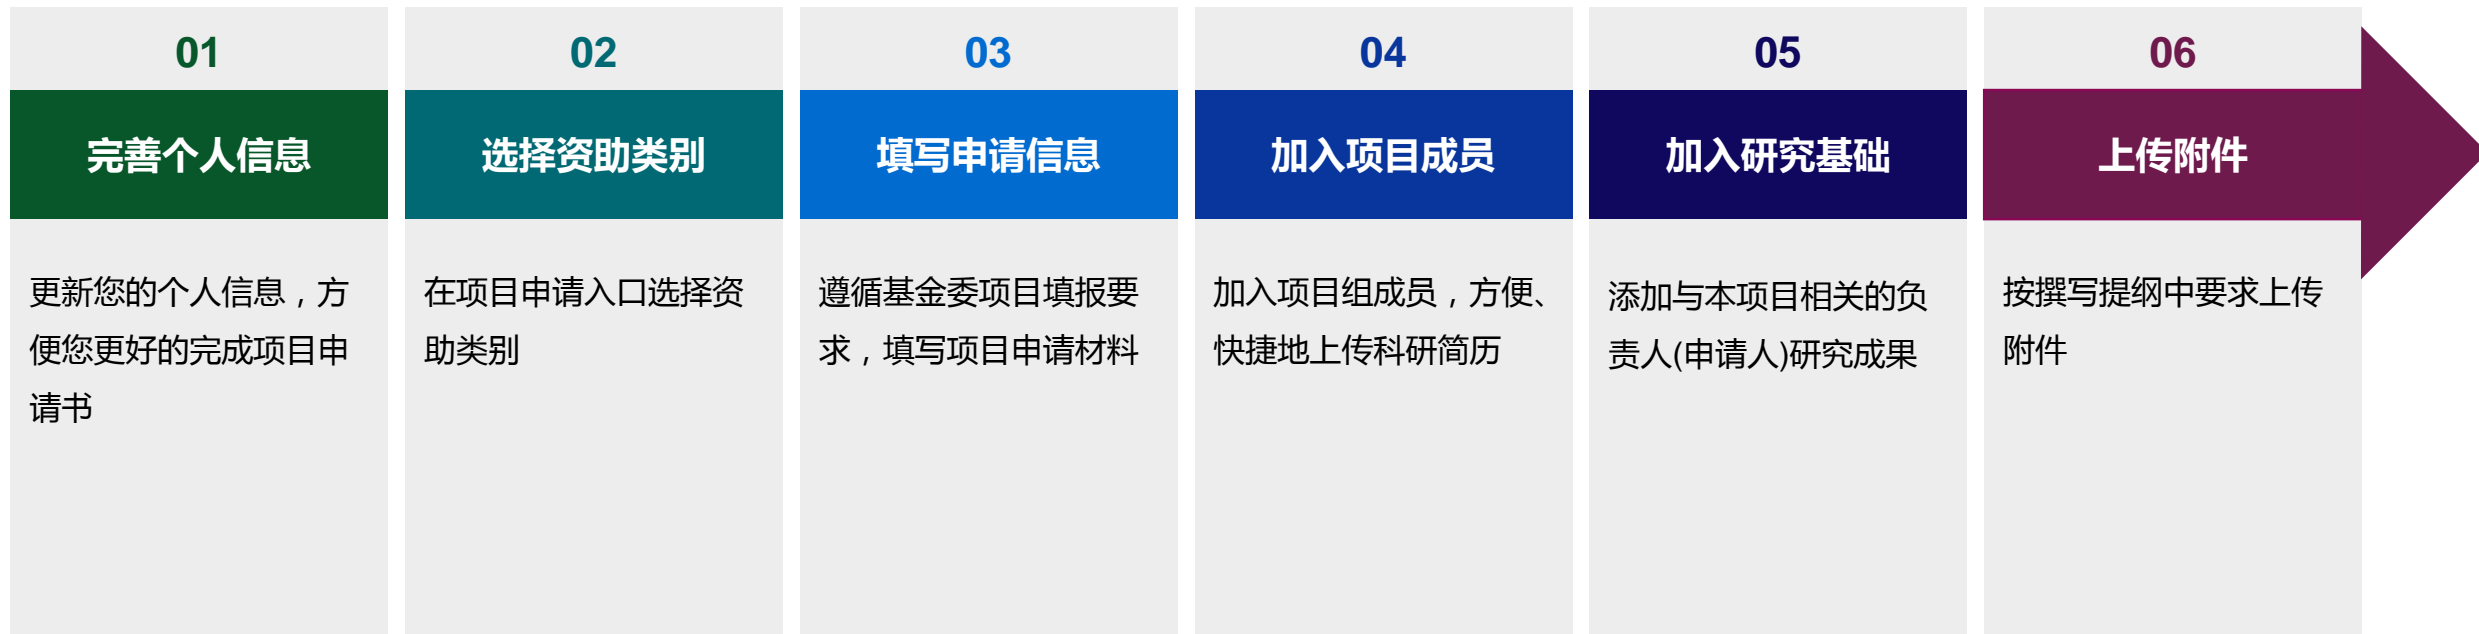 01
完善个人信息
更新您的个人信息，方
便您更好的完成项目申
请书
02
选择资助类别
在项目申请入口选择资
助类别
03
填写申请信息
遵循基金委项目填报要
求，填写项目申请材料
04
加入项目成员
加入项目组成员，方便、
快捷地上传科研简历
05
加入研究基础
添加与本项目相关的负
责人(申请人)研究成果
06
上传附件
按撰写提纲中要求上传
附件